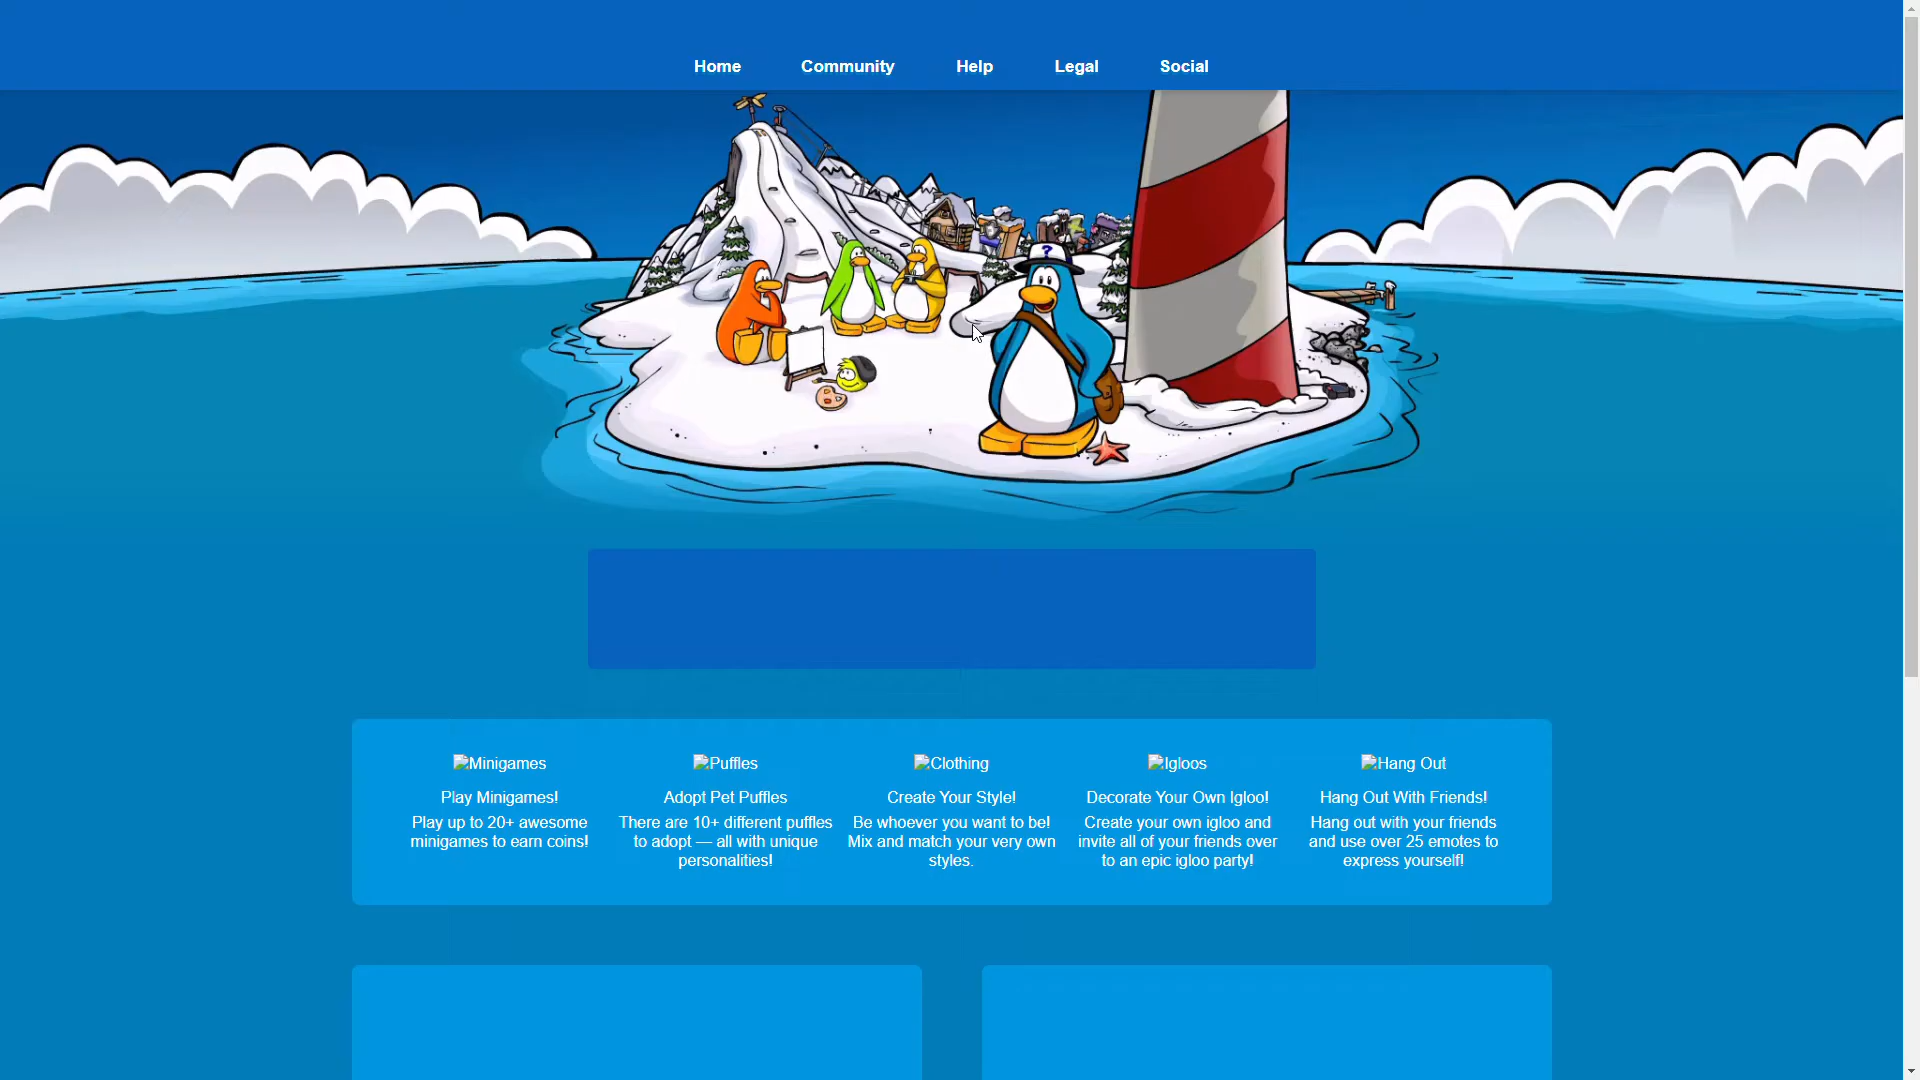 Home Community Help Legal Social
?
Minigames Puffles Clothing Igloos Hang Out
Play Minigames! Adopt Pet Puffles Create Your Style! Decorate Your Own Igloo! Hang Out With Friends!
Play up to 20+ awesome There are 10+ different puffles Be whoever you want to be! Create your own igloo and Hang out with your friends
minigames to earn coins! to adopt — all with unique Mix and match your very own invite all of your friends over and use over 25 emotes to
personalities! styles. to an epic igloo party! express yourself!